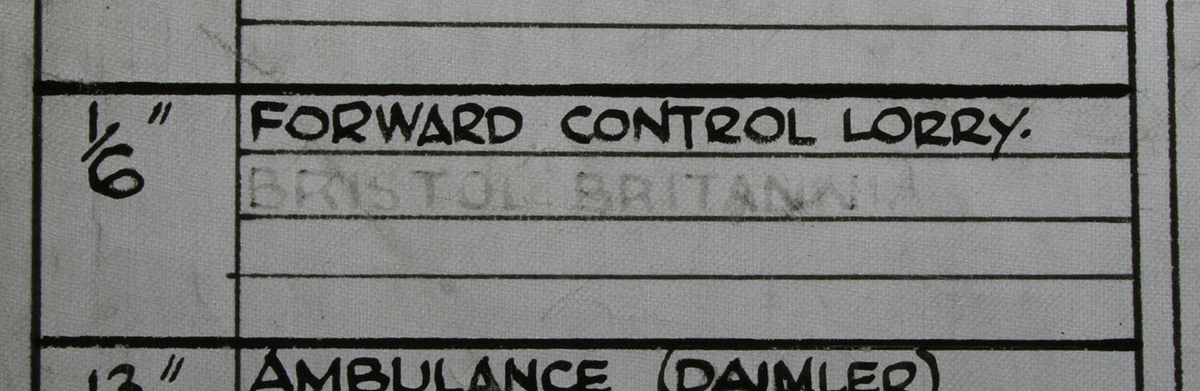 1/6" FORWARD CONTROL LORRY.
BRISTOL BRITANNIA
13" AMBULANCE (DAIMLER)